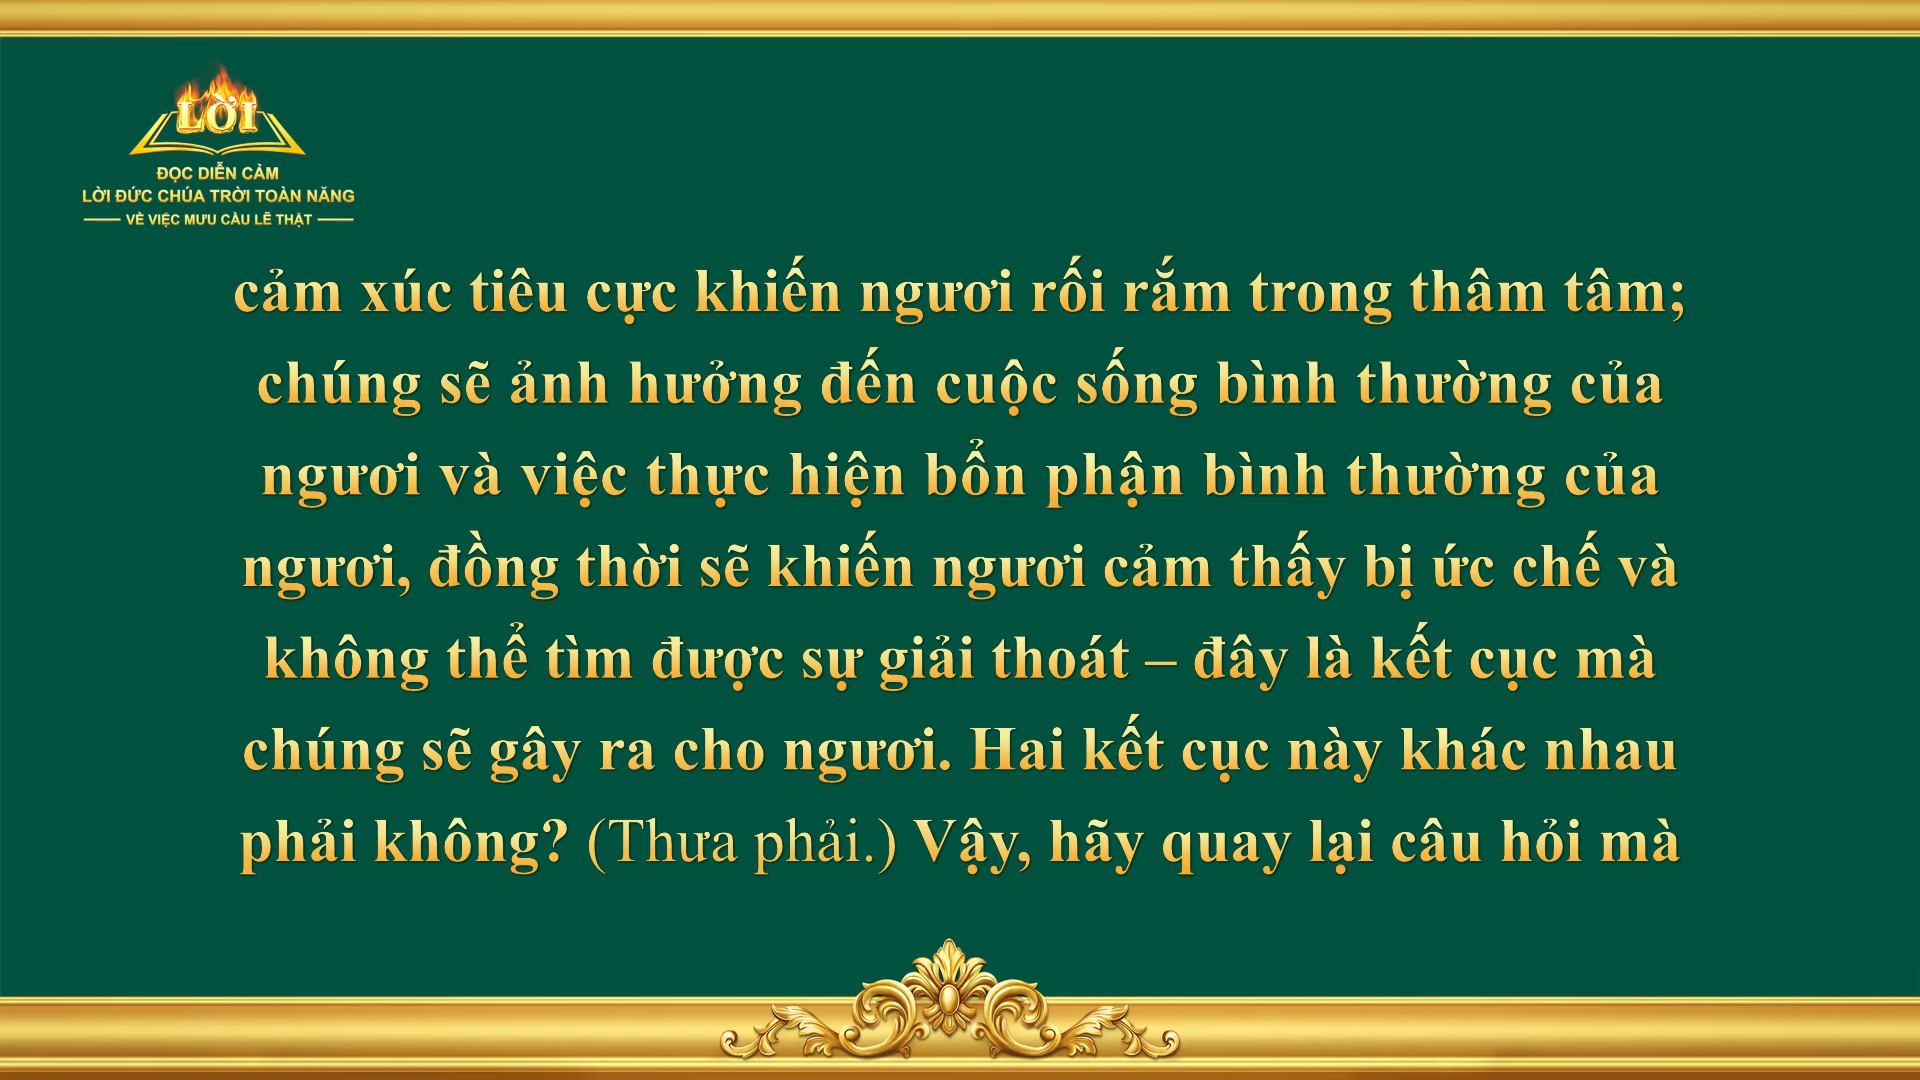 LỜI
ĐỌC DIỄN CẢM
LỜI ĐỨC CHÚA TRỜI TOÀN NĂNG
VỀ VIỆC MƯU CẦU LẼ THẬT
cảm xúc tiêu cực khiến ngươi rối rắm trong thâm tâm;
chúng sẽ ảnh hưởng đến cuộc sống bình thường của
ngươi và việc thực hiện bổn phận bình thường của
ngươi, đồng thời sẽ khiến ngươi cảm thấy bị ức chế và
không thể tìm được sự giải thoát – đây là kết cục mà
chúng sẽ gây ra cho ngươi. Hai kết cục này khác nhau
phải không? (Thưa phải.) Vậy, hãy quay lại câu hỏi mà